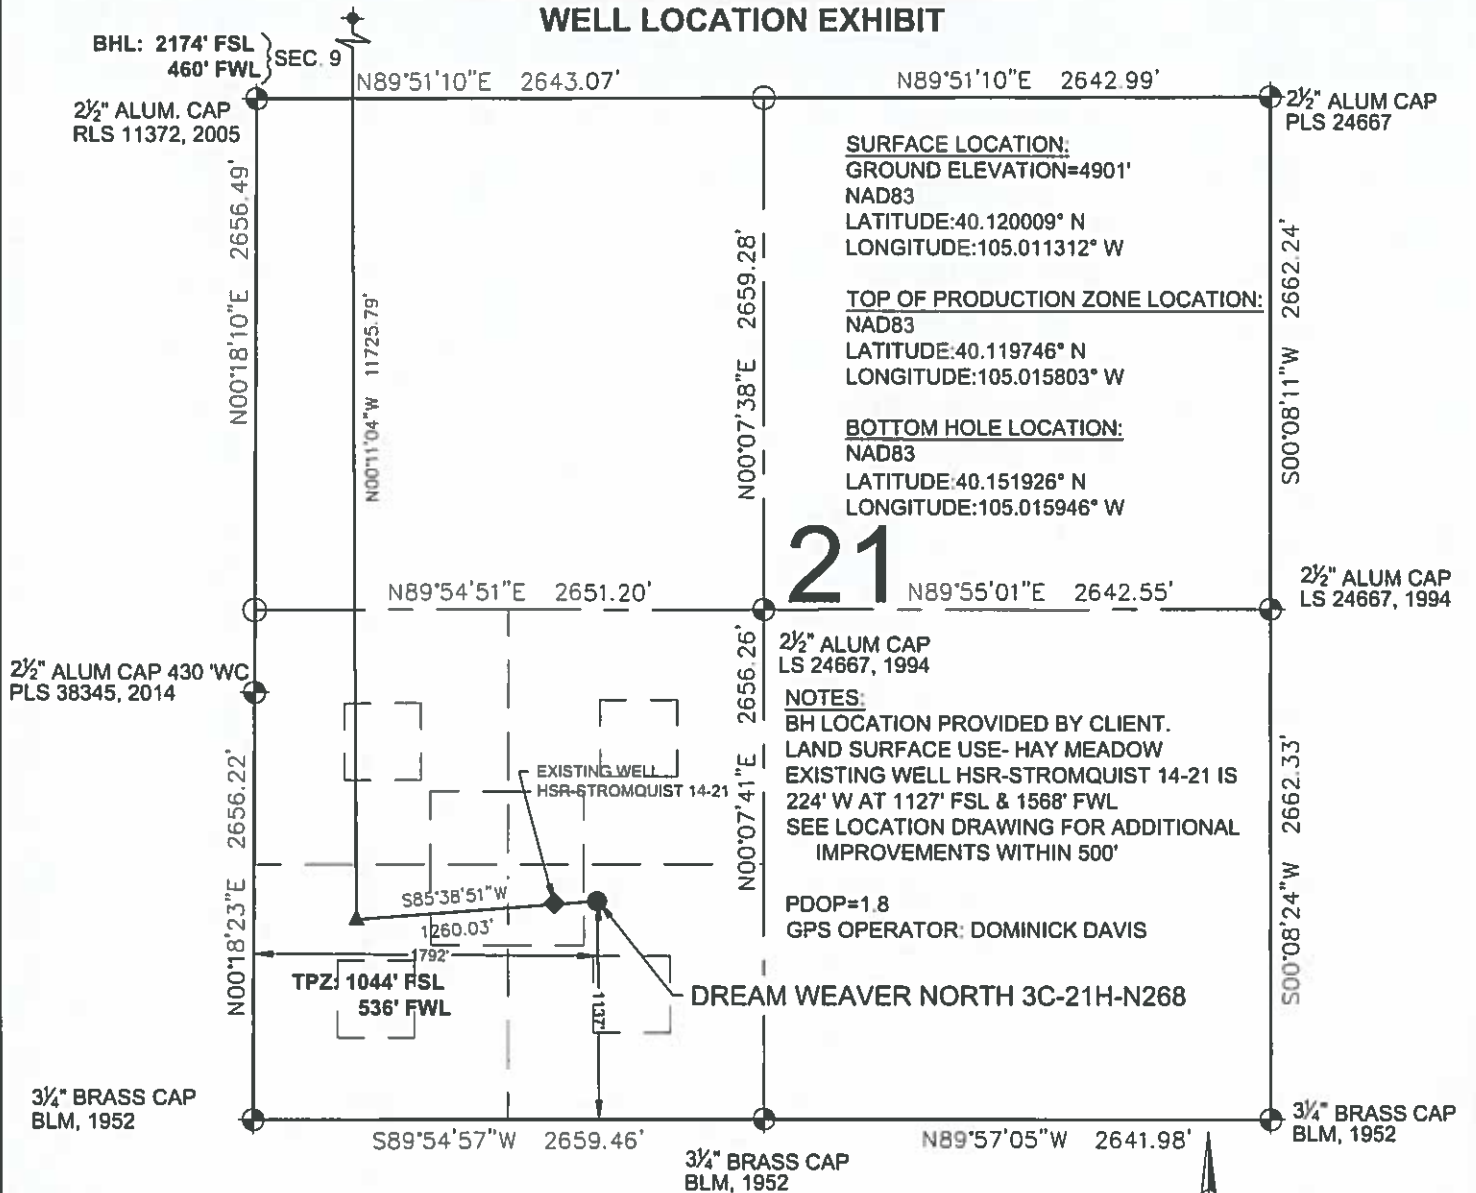 WELL LOCATION EXHIBIT
BHL: 2174' FSL
460' FWL
SEC. 9
N89°51'10"E 2643.07'
N89°51'10"E 2642.99'
2½" ALUM. CAP
RLS 11372, 2005
2½" ALUM CAP
PLS 24667
SURFACE LOCATION:
GROUND ELEVATION=4901'
NAD83
LATITUDE:40.120009° N
LONGITUDE:105.011312° W
TOP OF PRODUCTION ZONE LOCATION:
NAD83
LATITUDE:40.119746° N
LONGITUDE:105.015803° W
BOTTOM HOLE LOCATION:
NAD83
LATITUDE:40.151926° N
LONGITUDE:105.015946° W
N00°18'10"E 2656.49'
N00°11'04"W 11725.79'
N00°07'38"E 2659.28'
S00°08'11"W 2662.24'
21
N89°54'51"E 2651.20'
N89°55'01"E 2642.55'
2½" ALUM CAP
LS 24667, 1994
2½" ALUM CAP
LS 24667, 1994
2½" ALUM CAP 430 'WC
PLS 38345, 2014
NOTES:
BH LOCATION PROVIDED BY CLIENT.
LAND SURFACE USE- HAY MEADOW
EXISTING WELL HSR-STROMQUIST 14-21 IS
224' W AT 1127' FSL & 1568' FWL
SEE LOCATION DRAWING FOR ADDITIONAL
IMPROVEMENTS WITHIN 500'
PDOP=1.8
GPS OPERATOR: DOMINICK DAVIS
EXISTING WELL
HSR-STROMQUIST 14-21
N00°18'23"E 2656.22'
N00°07'41"E 2656.26'
S00°08'24"W 2662.33'
S85°38'51"W
1260.03'
1792'
TPZ: 1044' FSL
536' FWL
1137'
DREAM WEAVER NORTH 3C-21H-N268
3¼" BRASS CAP
BLM, 1952
S89°54'57"W 2659.46'
3¼" BRASS CAP
BLM, 1952
N89°57'05"W 2641.98'
3¼" BRASS CAP
BLM, 1952